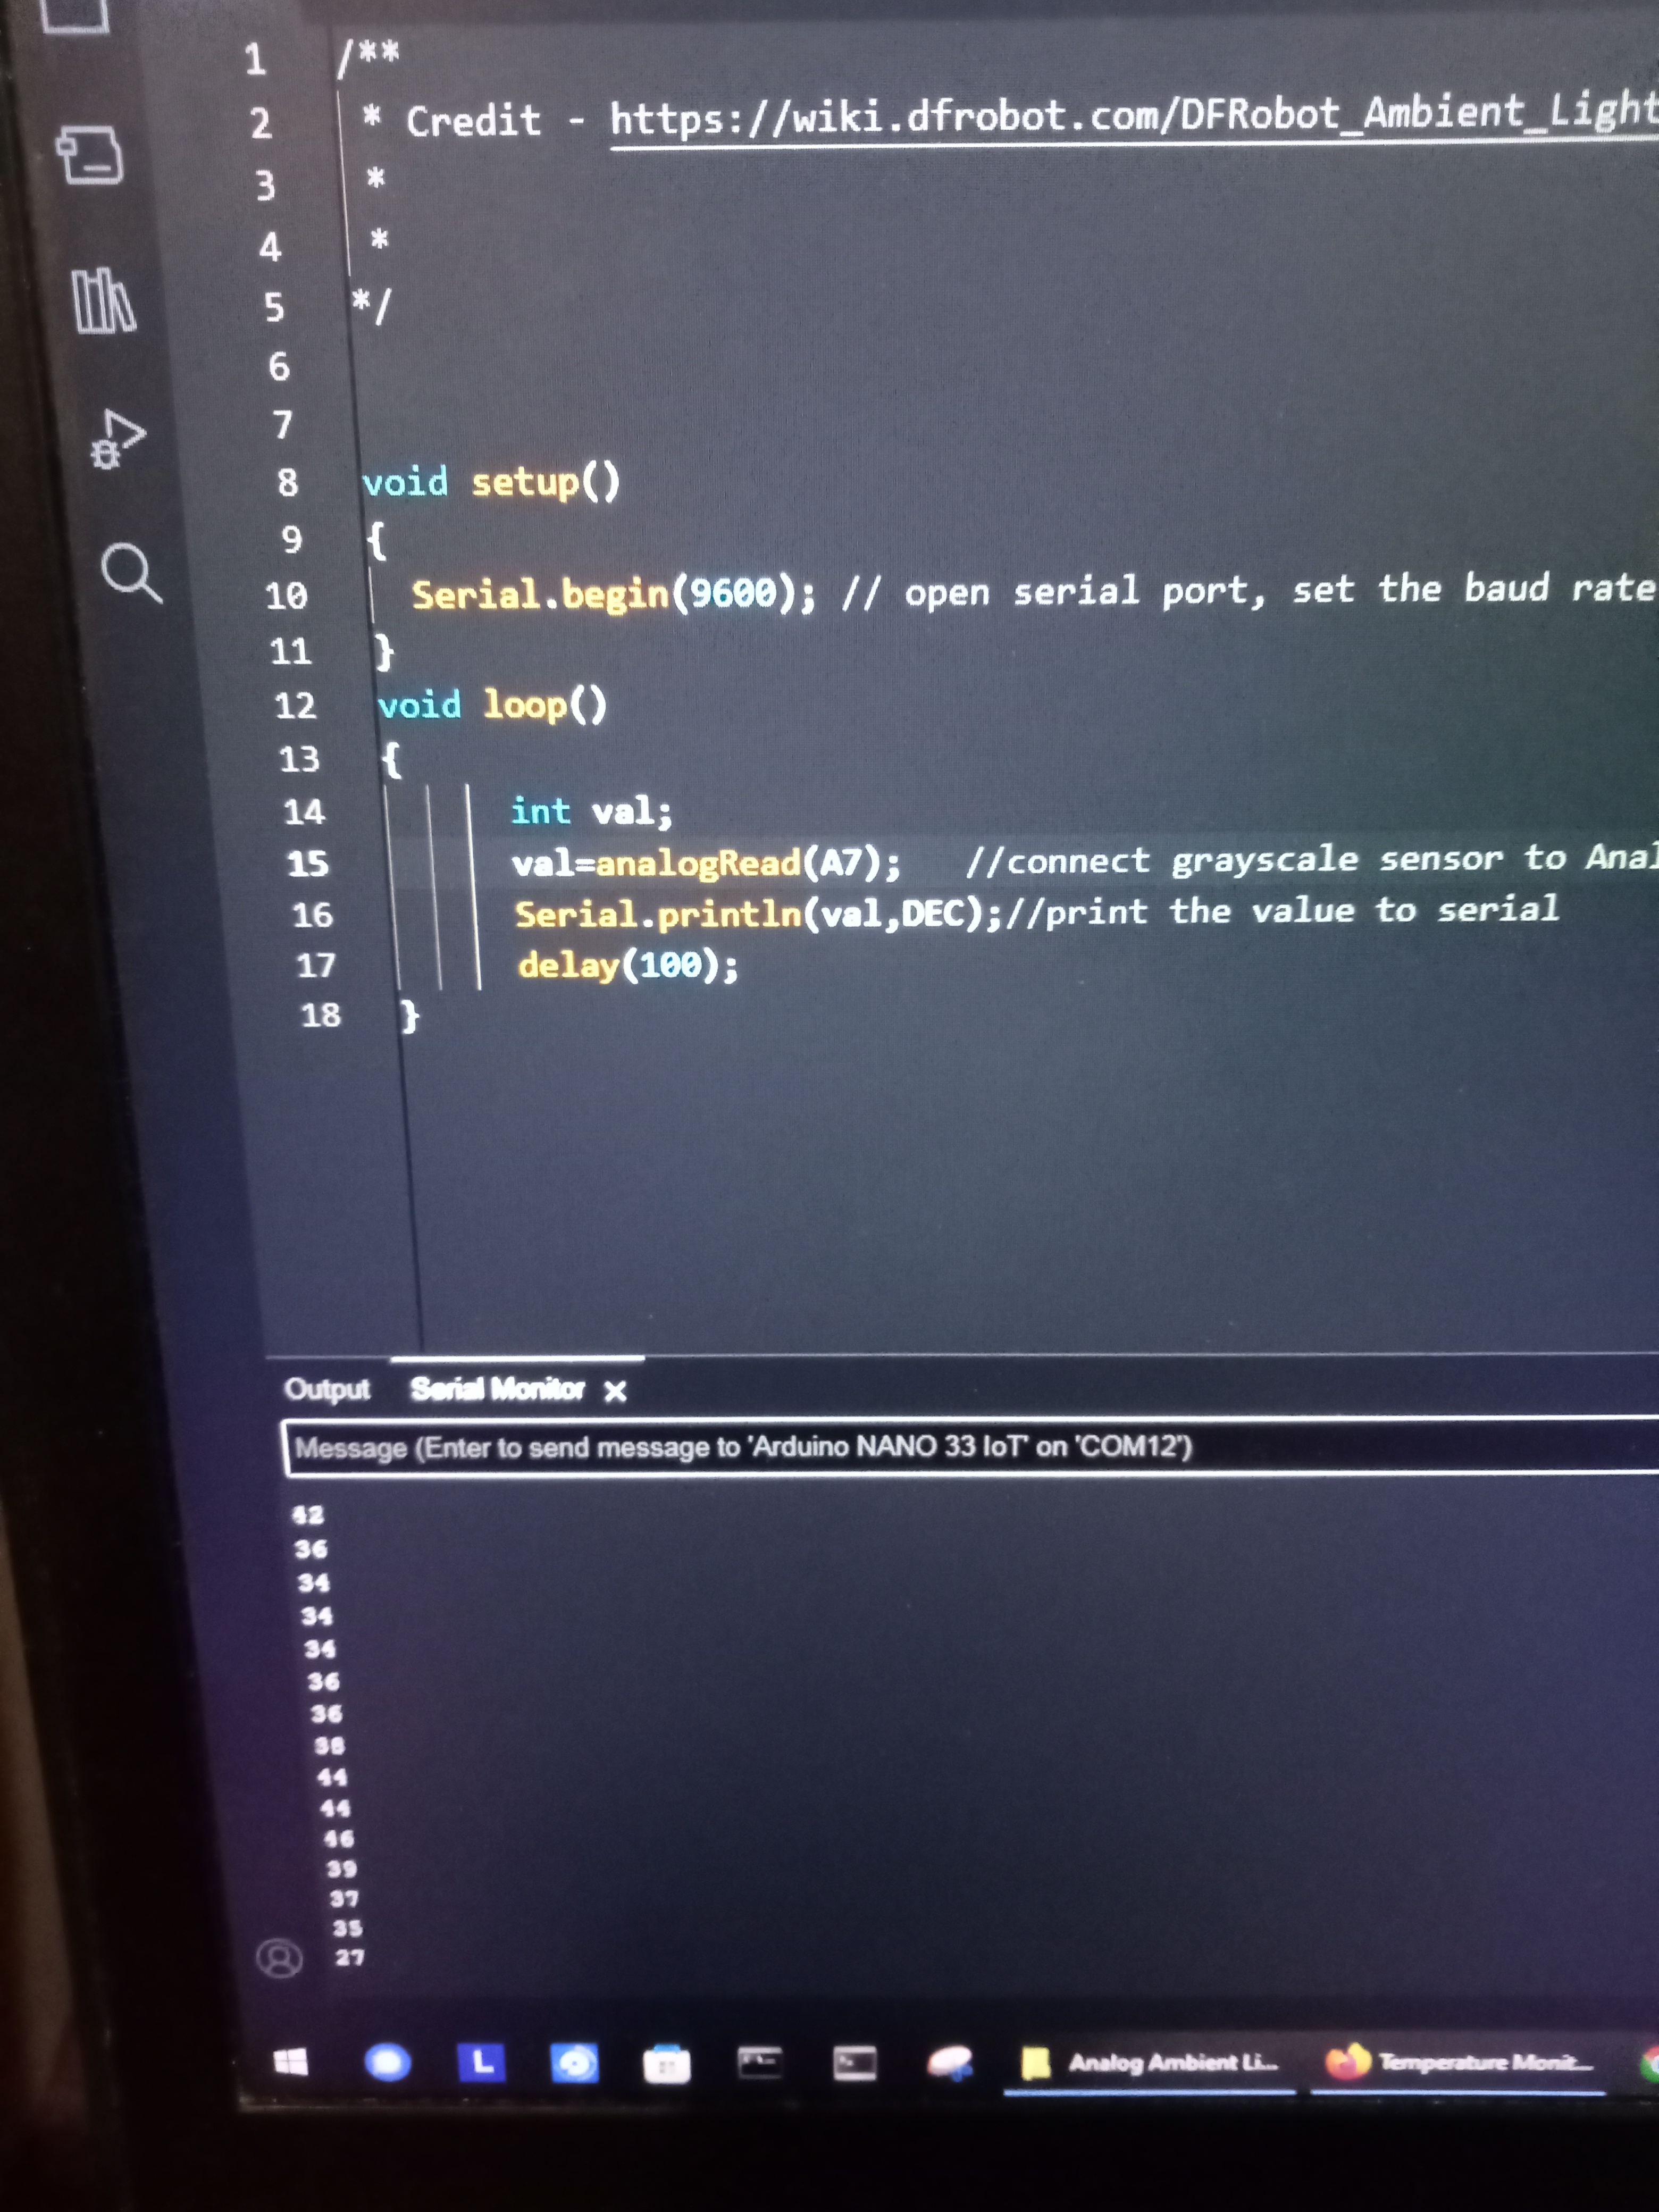 1 /**
2 * Credit - https://wiki.dfrobot.com/DFRobot_Ambient_Light
3 *
4 *
5 */
6
7
8 void setup()
9 {
10 Serial.begin(9600); // open serial port, set the baud rate
11 }
12 void loop()
13 {
14 int val;
15 val=analogRead(A7); //connect grayscale sensor to Anal
16 Serial.println(val,DEC);//print the value to serial
17 delay(100);
18 }
Output Serial Monitor X
Message (Enter to send message to 'Arduino NANO 33 IoT' on 'COM12')
42
36
34
34
34
36
36
38
44
44
46
39
37
35
27
L Analog Ambient Li... Temperature Monit...